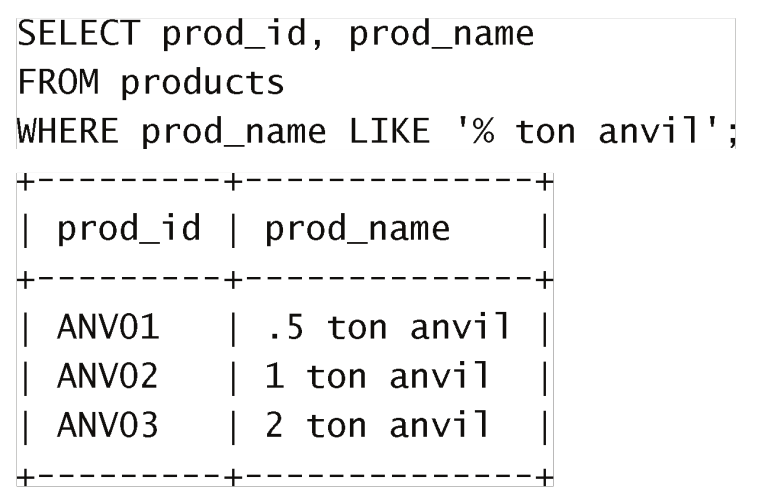 SELECT prod_id, prod_name
FROM products
WHERE prod_name LIKE '% ton anvil';
+---------+--------------+
| prod_id | prod_name    |
+---------+--------------+
| ANV01   | .5 ton anvil |
| ANV02   | 1 ton anvil  |
| ANV03   | 2 ton anvil  |
+---------+--------------+